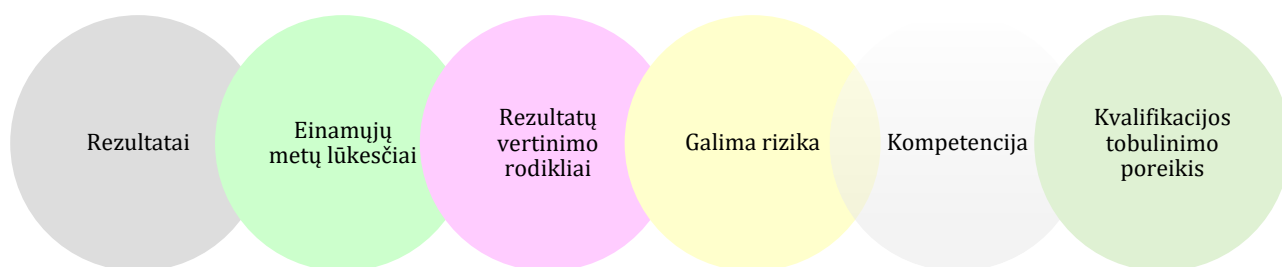 Rezultatai
Einamųjų
metų lūkesčiai
Rezultatų
vertinimo
rodikliai
Galima rizika
Kompetencija
Kvalifikacijos
tobulinimo
poreikis